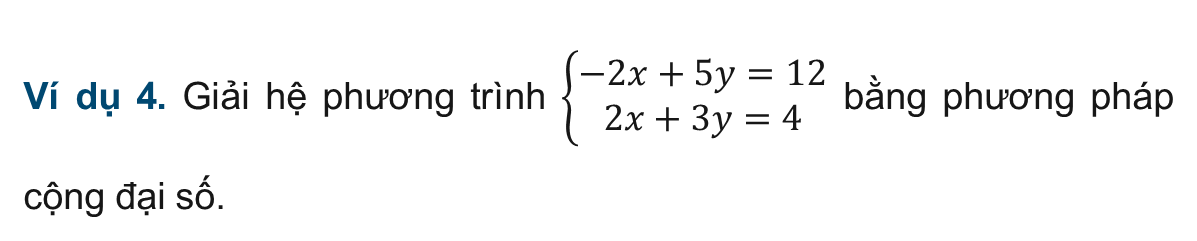 Ví dụ 4. Giải hệ phương trình {−2x + 5y = 12 bằng phương pháp
2x + 3y = 4
cộng đại số.